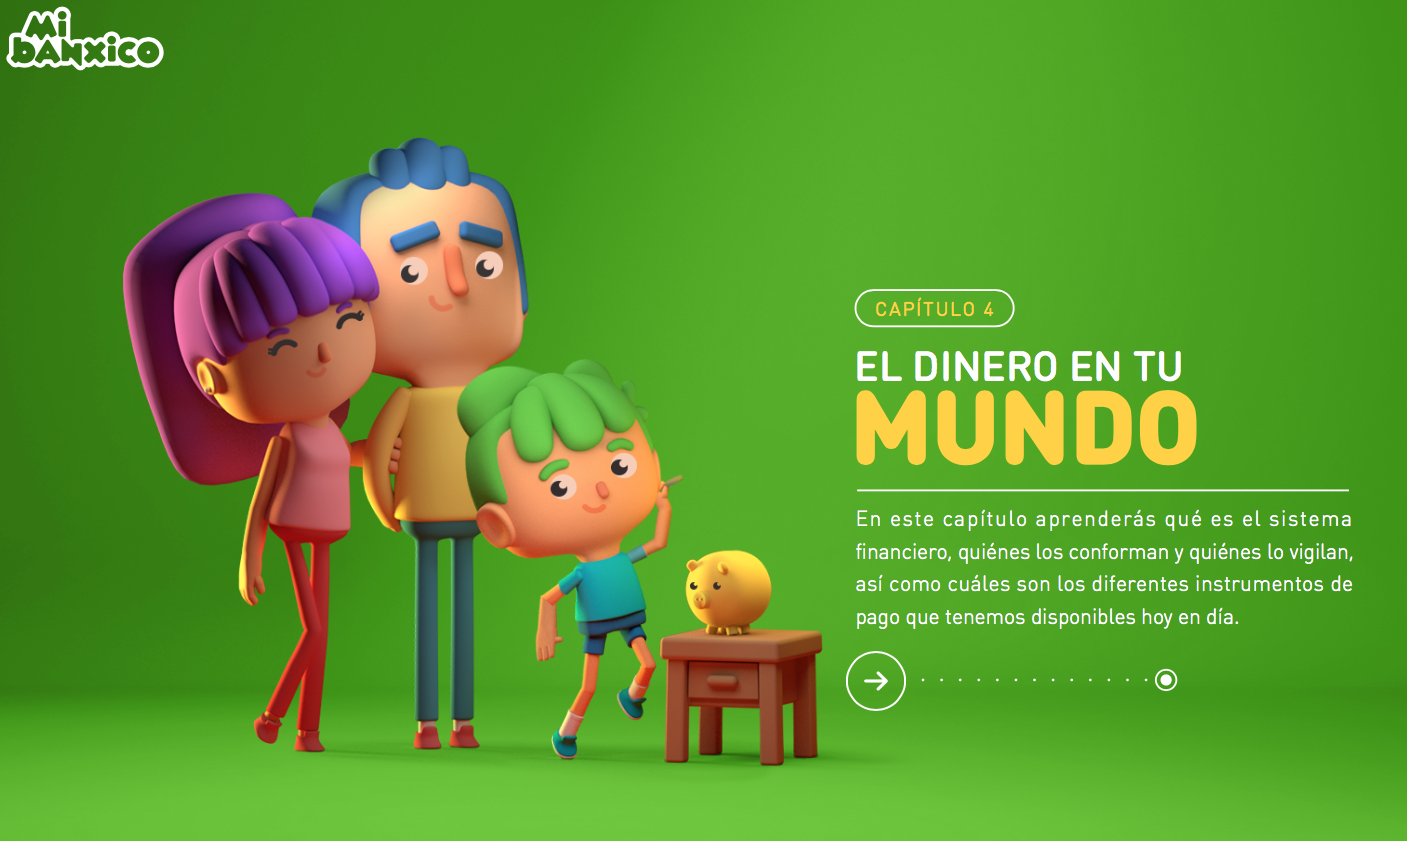 Mi
bANXiCO
CAPÍTULO 4
EL DINERO EN TU
MUNDO
En este capítulo aprenderás qué es el sistema
financiero, quiénes los conforman y quiénes lo vigilan,
así como cuáles son los diferentes instrumentos de
pago que tenemos disponibles hoy en día.